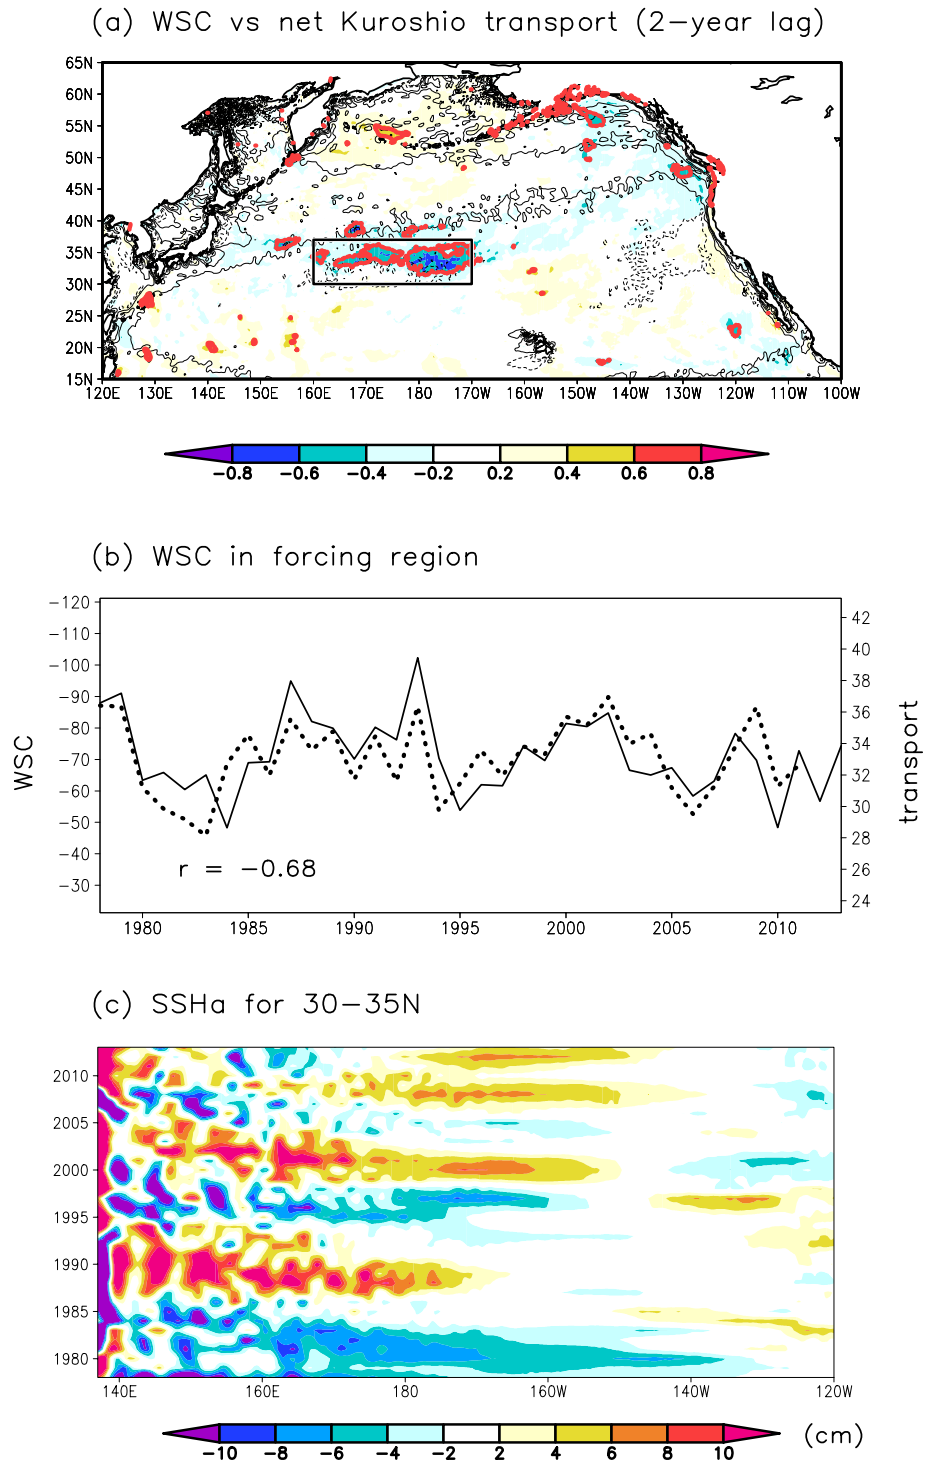 (a) WSC vs net Kuroshio transport (2-year lag)
65N
60N
55N
50N
45N
40N
35N
30N
25N
20N
15N
120E 130E 140E 150E 160E 170E 180E 170W 160W 150W 140W 130W 120W 110W 100W
-0.8 -0.6 -0.4 -0.2 0.2 0.4 0.6 0.8
(b) WSC in forcing region
WSC
-120
-110
-100
-90
-80
-70
-60
-50
-40
-30
42
40
38
36
34
32
30
28
26
24
transport
r = -0.68
1980 1985 1990 1995 2000 2005 2010
(c) SSHa for 30-35N
2010
2005
2000
1995
1990
1985
1980
140E 160E 180 160W 140W 120W
-10 -8 -6 -4 -2 2 4 6 8 10 (cm)